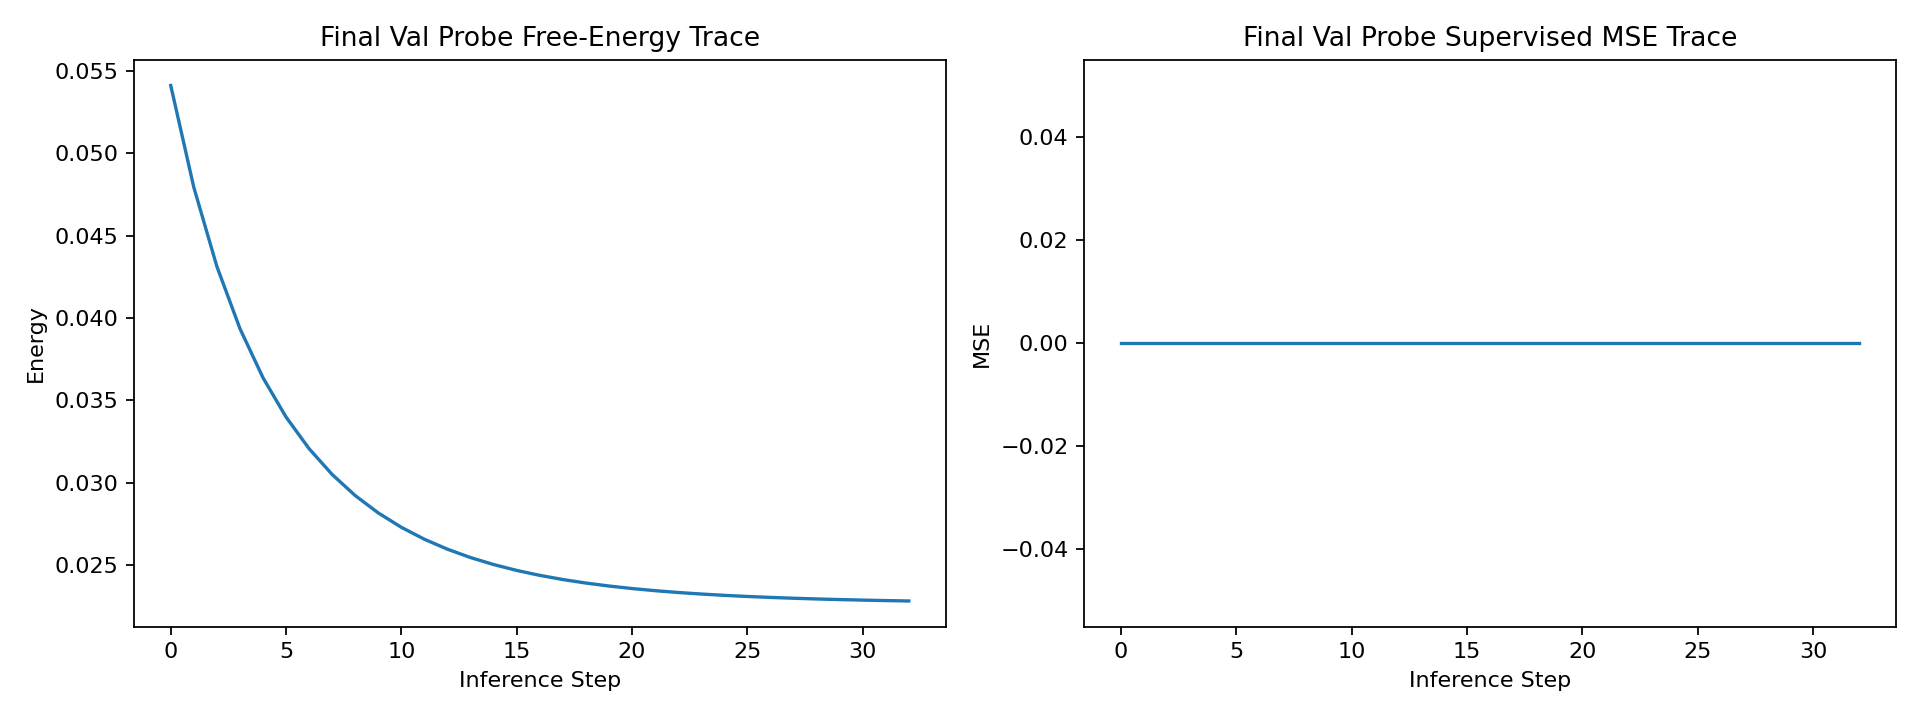 Final Val Probe Free-Energy Trace
Energy
0.055
0.050
0.045
0.040
0.035
0.030
0.025
0 5 10 15 20 25 30
Inference Step
Final Val Probe Supervised MSE Trace
MSE
0.04
0.02
0.00
−0.02
−0.04
0 5 10 15 20 25 30
Inference Step